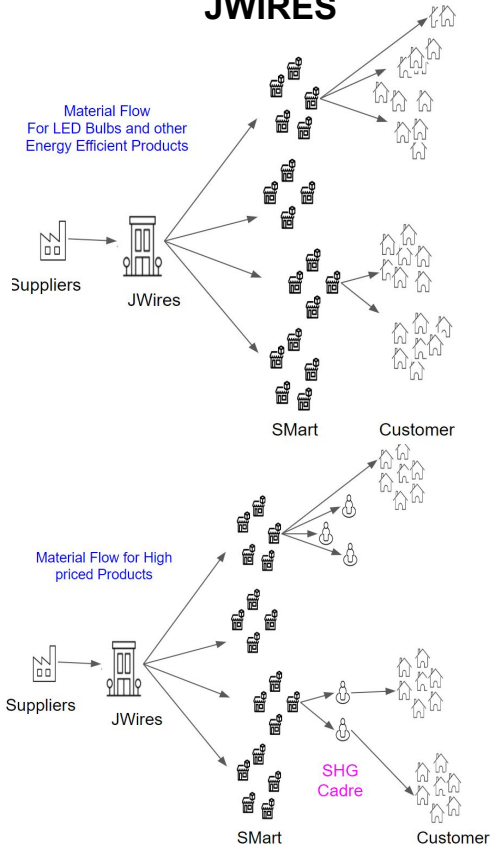 JWIRES
Material Flow
For LED Bulbs and other
Energy Efficient Products
Suppliers
JWires
SMart
Customer
Material Flow for High
priced Products
Suppliers
JWires
SHG
Cadre
SMart
Customer